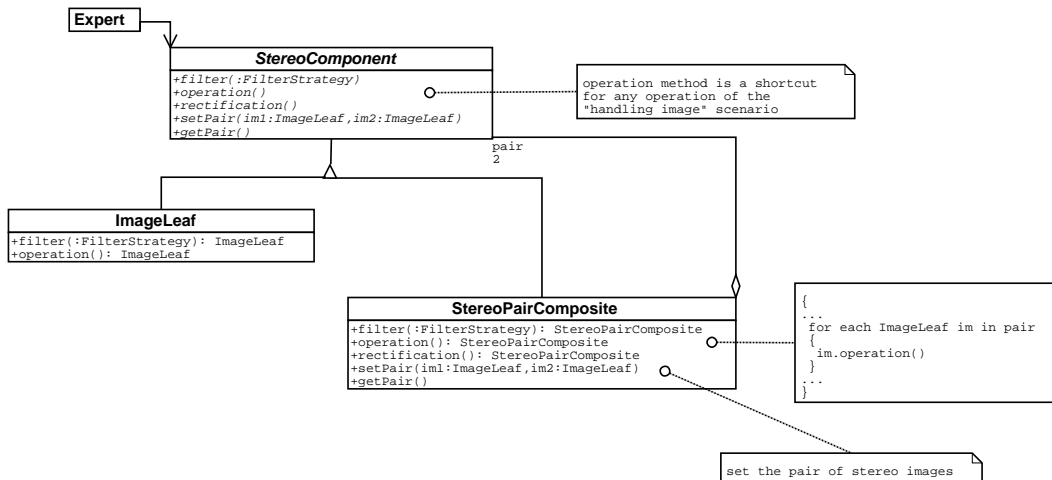 Expert
StereoComponent
+filter(:FilterStrategy)
+operation()
+rectification()
+setPair(im1:ImageLeaf,im2:ImageLeaf)
+getPair()
operation method is a shortcut
for any operation of the
"handling image" scenario
pair
2
ImageLeaf
+filter(:FilterStrategy): ImageLeaf
+operation(): ImageLeaf
StereoPairComposite
+filter(:FilterStrategy): StereoPairComposite
+operation(): StereoPairComposite
+rectification(): StereoPairComposite
+setPair(im1:ImageLeaf,im2:ImageLeaf)
+getPair()
{
...
for each ImageLeaf im in pair
{
im.operation()
}
...
}
set the pair of stereo images